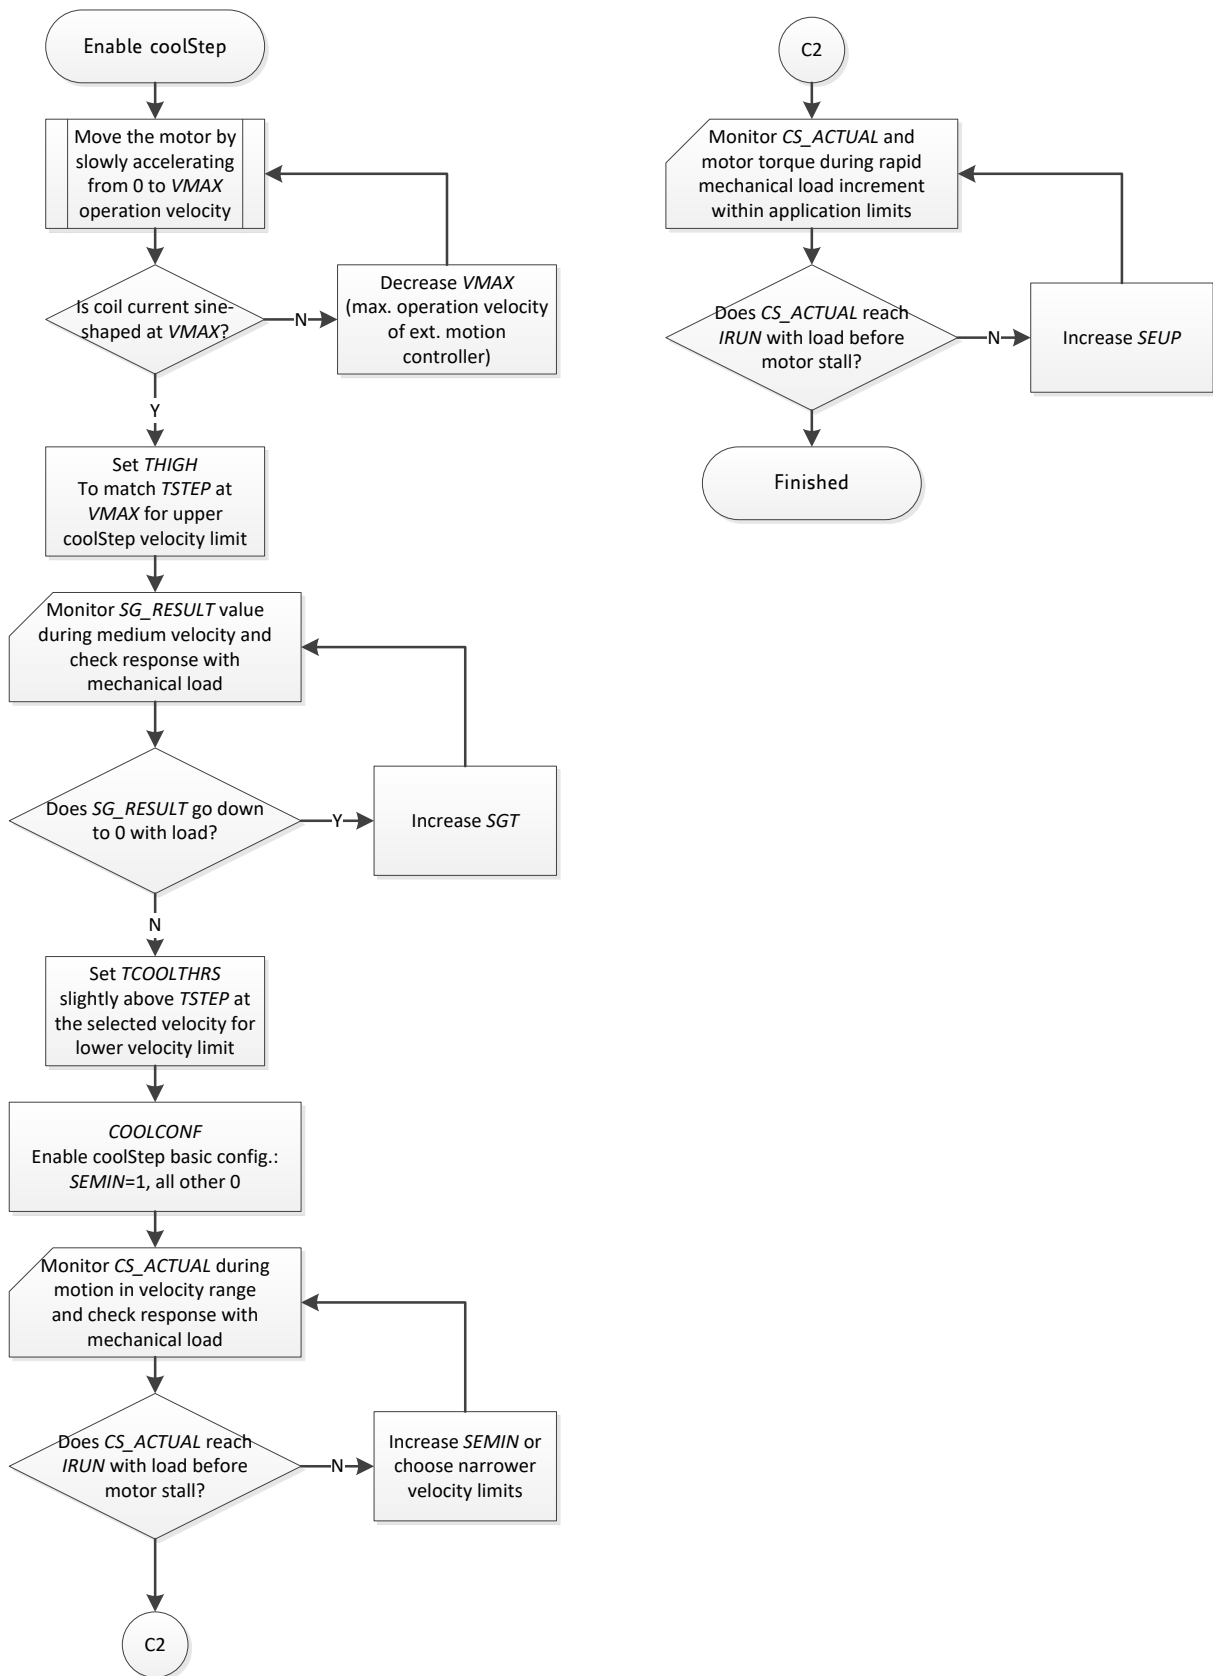 Enable coolStep
Move the motor by
slowly accelerating
from 0 to VMAX
operation velocity
Is coil current sine-
shaped at VMAX?
N
Decrease VMAX
(max. operation velocity
of ext. motion
controller)
Y
Set THIGH
To match TSTEP at
VMAX for upper
coolStep velocity limit
Monitor SG_RESULT value
during medium velocity and
check response with
mechanical load
Does SG_RESULT go down
to 0 with load?
Y
Increase SGT
N
Set TCOOLTHRS
slightly above TSTEP at
the selected velocity for
lower velocity limit
COOLCONF
Enable coolStep basic config.:
SEMIN=1, all other 0
Monitor CS_ACTUAL during
motion in velocity range
and check response with
mechanical load
Does CS_ACTUAL reach
IRUN with load before
motor stall?
N
Increase SEMIN or
choose narrower
velocity limits
C2
C2
Monitor CS_ACTUAL and
motor torque during rapid
mechanical load increment
within application limits
Does CS_ACTUAL reach
IRUN with load before
motor stall?
N
Increase SEUP
Finished